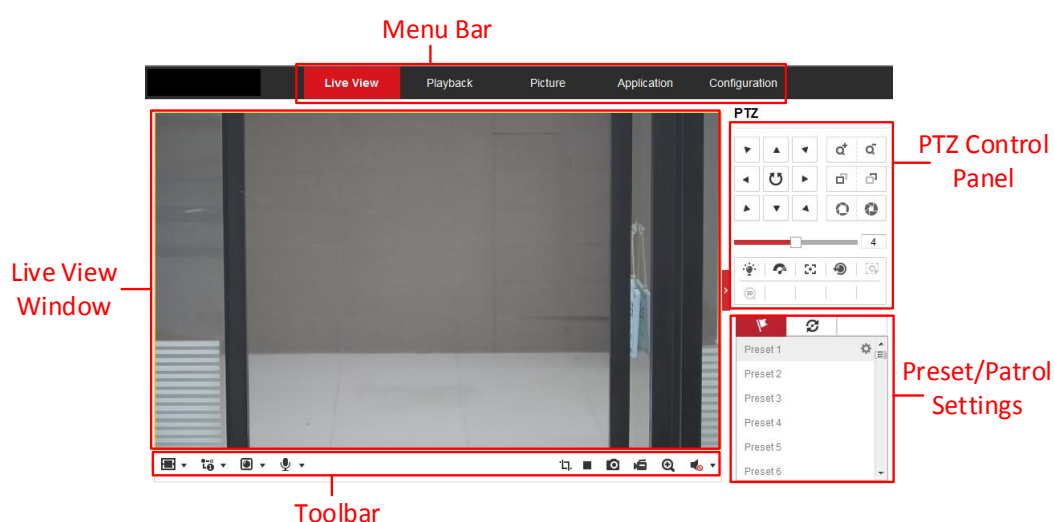 Menu Bar
Live View
Playback
Picture
Application
Configuration
PTZ
PTZ Control
Panel
4
3D
Live View
Window
Preset 1
Preset 2
Preset 3
Preset 4
Preset 5
Preset 6
Preset/Patrol
Settings
Toolbar